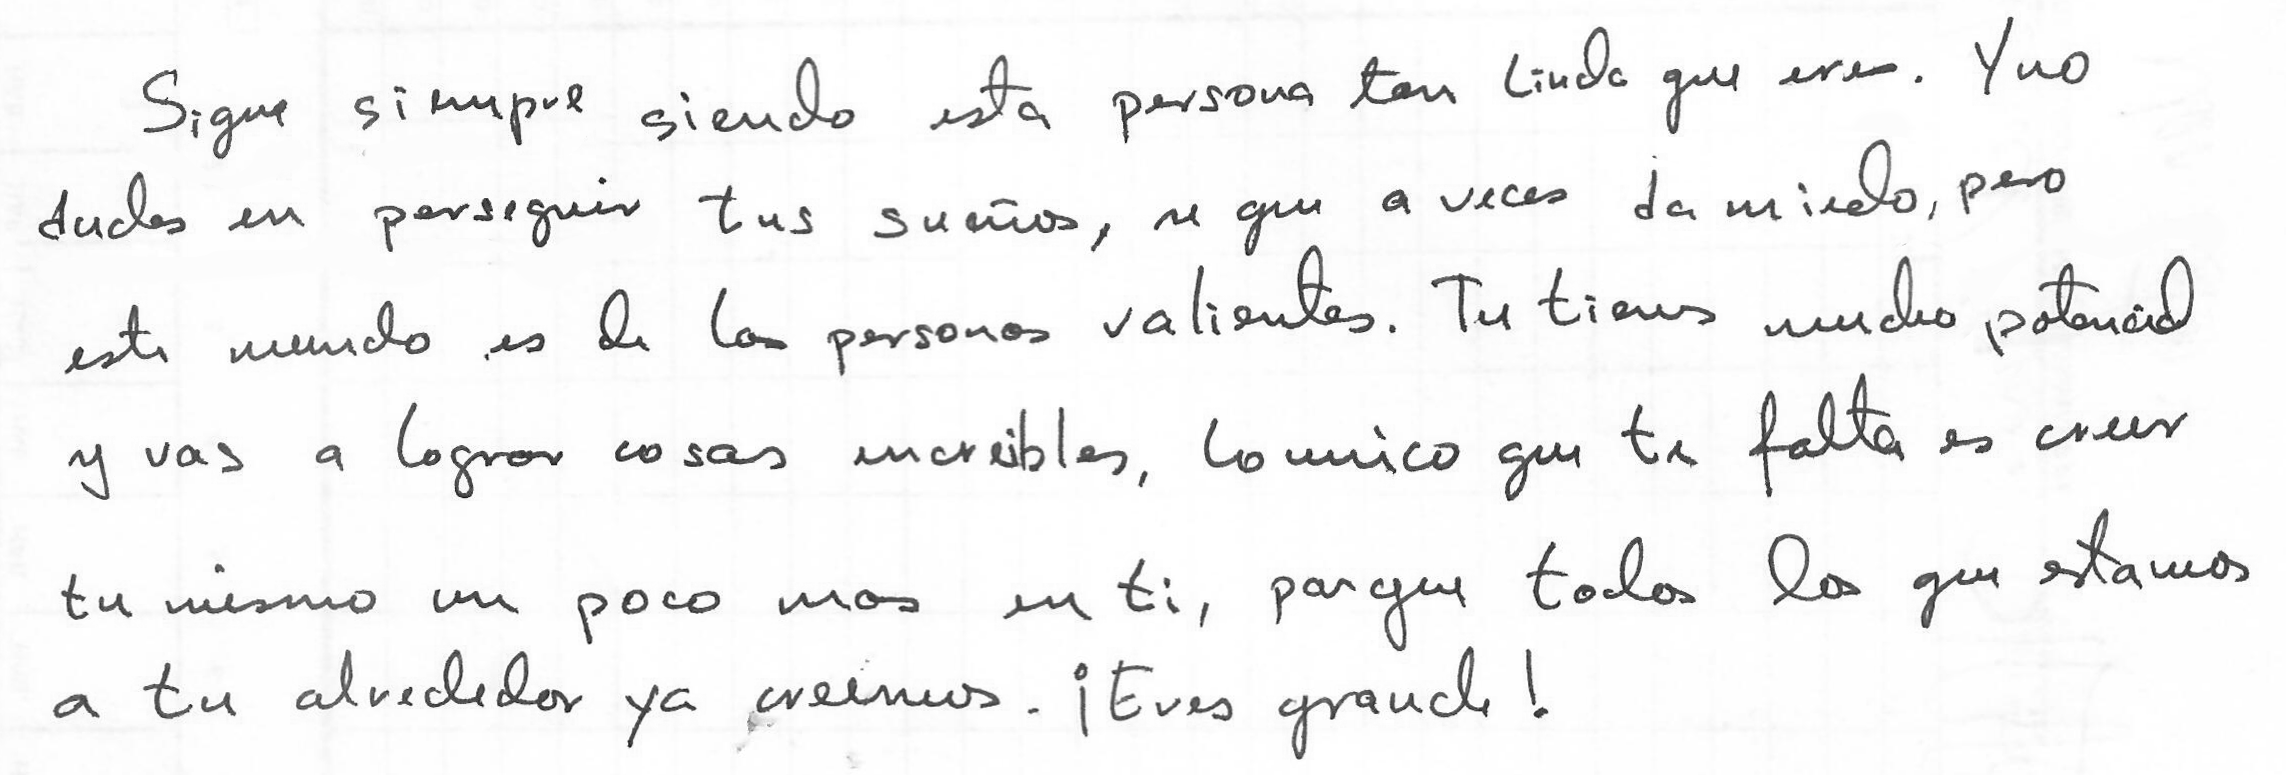 Sigue siempre siendo esta persona tan linda que eres. Y no
dudes en perseguir tus sueños, se que a veces da miedo, pero
este mundo es de las personas valientes. Tu tienes mucho potencial
y vas a lograr cosas increibles, lo unico que te falta es creer
tu mismo un poco mas en ti, porque todos los que estamos
a tu alrededor ya creemos. ¡Eres grande!